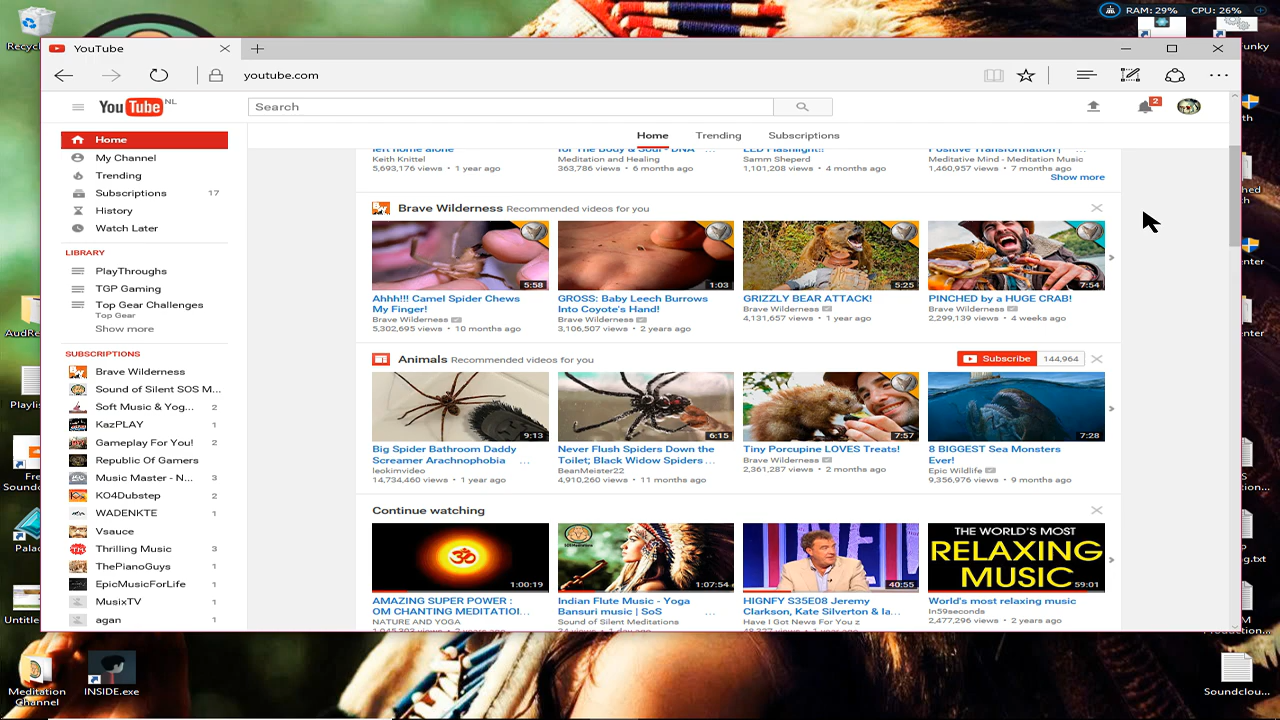 RAM: 29% CPU: 26%
YouTube
youtube.com
YouTube NL
Search
2
Home Trending Subscriptions
Home
My Channel
Trending
Subscriptions 17
History
Watch Later
LIBRARY
PlayThroughs
TGP Gaming
Top Gear Challenges
Top Gear
Show more
SUBSCRIPTIONS
Brave Wilderness
Sound of Silent SOS M...
Soft Music & Yog... 2
KazPLAY 1
Gameplay For You! 2
Republic Of Gamers
Music Master - N... 3
KO4Dubstep 2
WADENKTE 1
Vsauce
Thrilling Music 3
ThePianoGuys 1
EpicMusicForLife 1
MusixTV 1
agan 1
left home alone
Keith Knittel
5,693,176 views • 1 year ago
for The Body & Soul - DNA ...
Meditation and Healing
363,786 views • 6 months ago
LED Flashlight!!
Samm Sheperd
1,101,208 views • 4 months ago
Positive Transformation | ...
Meditative Mind - Meditation Music
1,460,957 views • 7 months ago
Show more
Brave Wilderness Recommended videos for you
5:58
Ahhh!!! Camel Spider Chews
My Finger!
Brave Wilderness
5,302,695 views • 10 months ago
1:03
GROSS: Baby Leech Burrows
Into Coyote's Hand!
Brave Wilderness
3,106,507 views • 2 years ago
5:25
GRIZZLY BEAR ATTACK!
Brave Wilderness
4,131,657 views • 1 year ago
7:54
PINCHED by a HUGE CRAB!
Brave Wilderness
2,299,139 views • 4 weeks ago
Animals Recommended videos for you
Subscribe 144,964
9:13
Big Spider Bathroom Daddy
Screamer Arachnophobia ...
leokimvideo
14,734,460 views • 1 year ago
6:15
Never Flush Spiders Down the
Toilet; Black Widow Spiders ...
BeanMeister22
4,910,260 views • 11 months ago
7:57
Tiny Porcupine LOVES Treats!
Brave Wilderness
2,361,287 views • 2 months ago
7:28
8 BIGGEST Sea Monsters
Ever!
Epic Wildlife
9,356,976 views • 9 months ago
Continue watching
1:00:19
AMAZING SUPER POWER :
OM CHANTING MEDITATIO...
NATURE AND YOGA
1:07:54
Indian Flute Music - Yoga
Bansuri music | SoS ...
Sound of Silent Meditations
40:55
HIGNFY S35E08 Jeremy
Clarkson, Kate Silverton & Ia...
Have I Got News For You z
THE WORLD'S MOST
RELAXING
MUSIC
59:01
World's most relaxing music
In59seconds
2,477,296 views • 2 years ago
Meditation
Channel
INSIDE.exe
Soundclou...